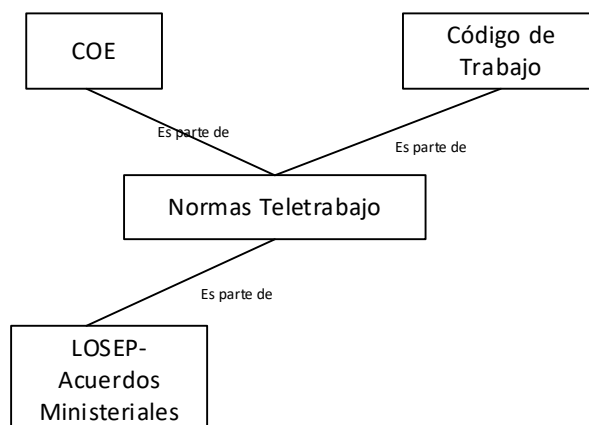 COE
Código de
Trabajo
Es parte de
Es parte de
Normas Teletrabajo
Es parte de
LOSEP-
Acuerdos
Ministeriales